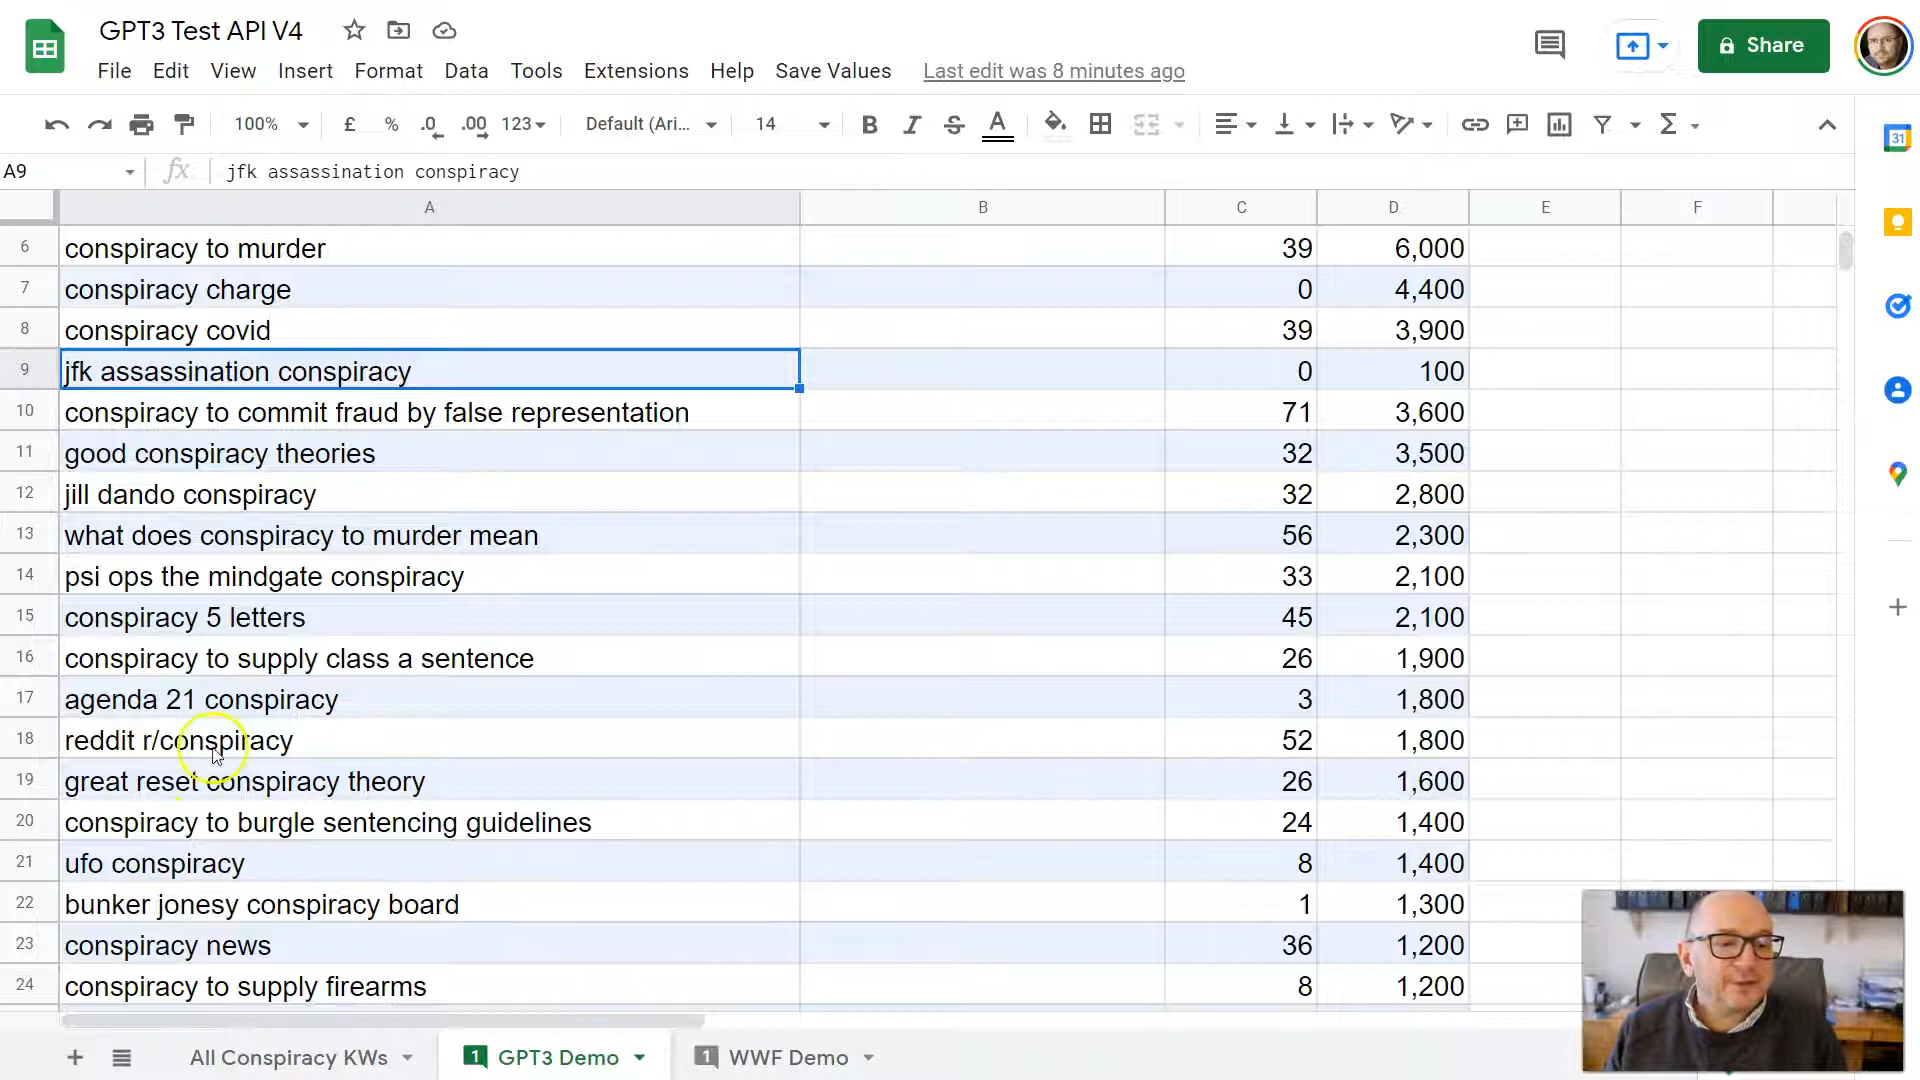 GPT3 Test API V4
File Edit View Insert Format Data Tools Extensions Help Save Values Last edit was 8 minutes ago
Share
100% £ % .0 .00 123 Default (Ari... 14 B I S A Σ
31
A9 fx jfk assassination conspiracy
A B C D E F
6 conspiracy to murder 39 6,000
7 conspiracy charge 0 4,400
8 conspiracy covid 39 3,900
9 jfk assassination conspiracy 0 100
10 conspiracy to commit fraud by false representation 71 3,600
11 good conspiracy theories 32 3,500
12 jill dando conspiracy 32 2,800
13 what does conspiracy to murder mean 56 2,300
14 psi ops the mindgate conspiracy 33 2,100
15 conspiracy 5 letters 45 2,100
16 conspiracy to supply class a sentence 26 1,900
17 agenda 21 conspiracy 3 1,800
18 reddit r/conspiracy 52 1,800
19 great reset conspiracy theory 26 1,600
20 conspiracy to burgle sentencing guidelines 24 1,400
21 ufo conspiracy 8 1,400
22 bunker jonesy conspiracy board 1 1,300
23 conspiracy news 36 1,200
24 conspiracy to supply firearms 8 1,200
All Conspiracy KWs 1 GPT3 Demo 1 WWF Demo